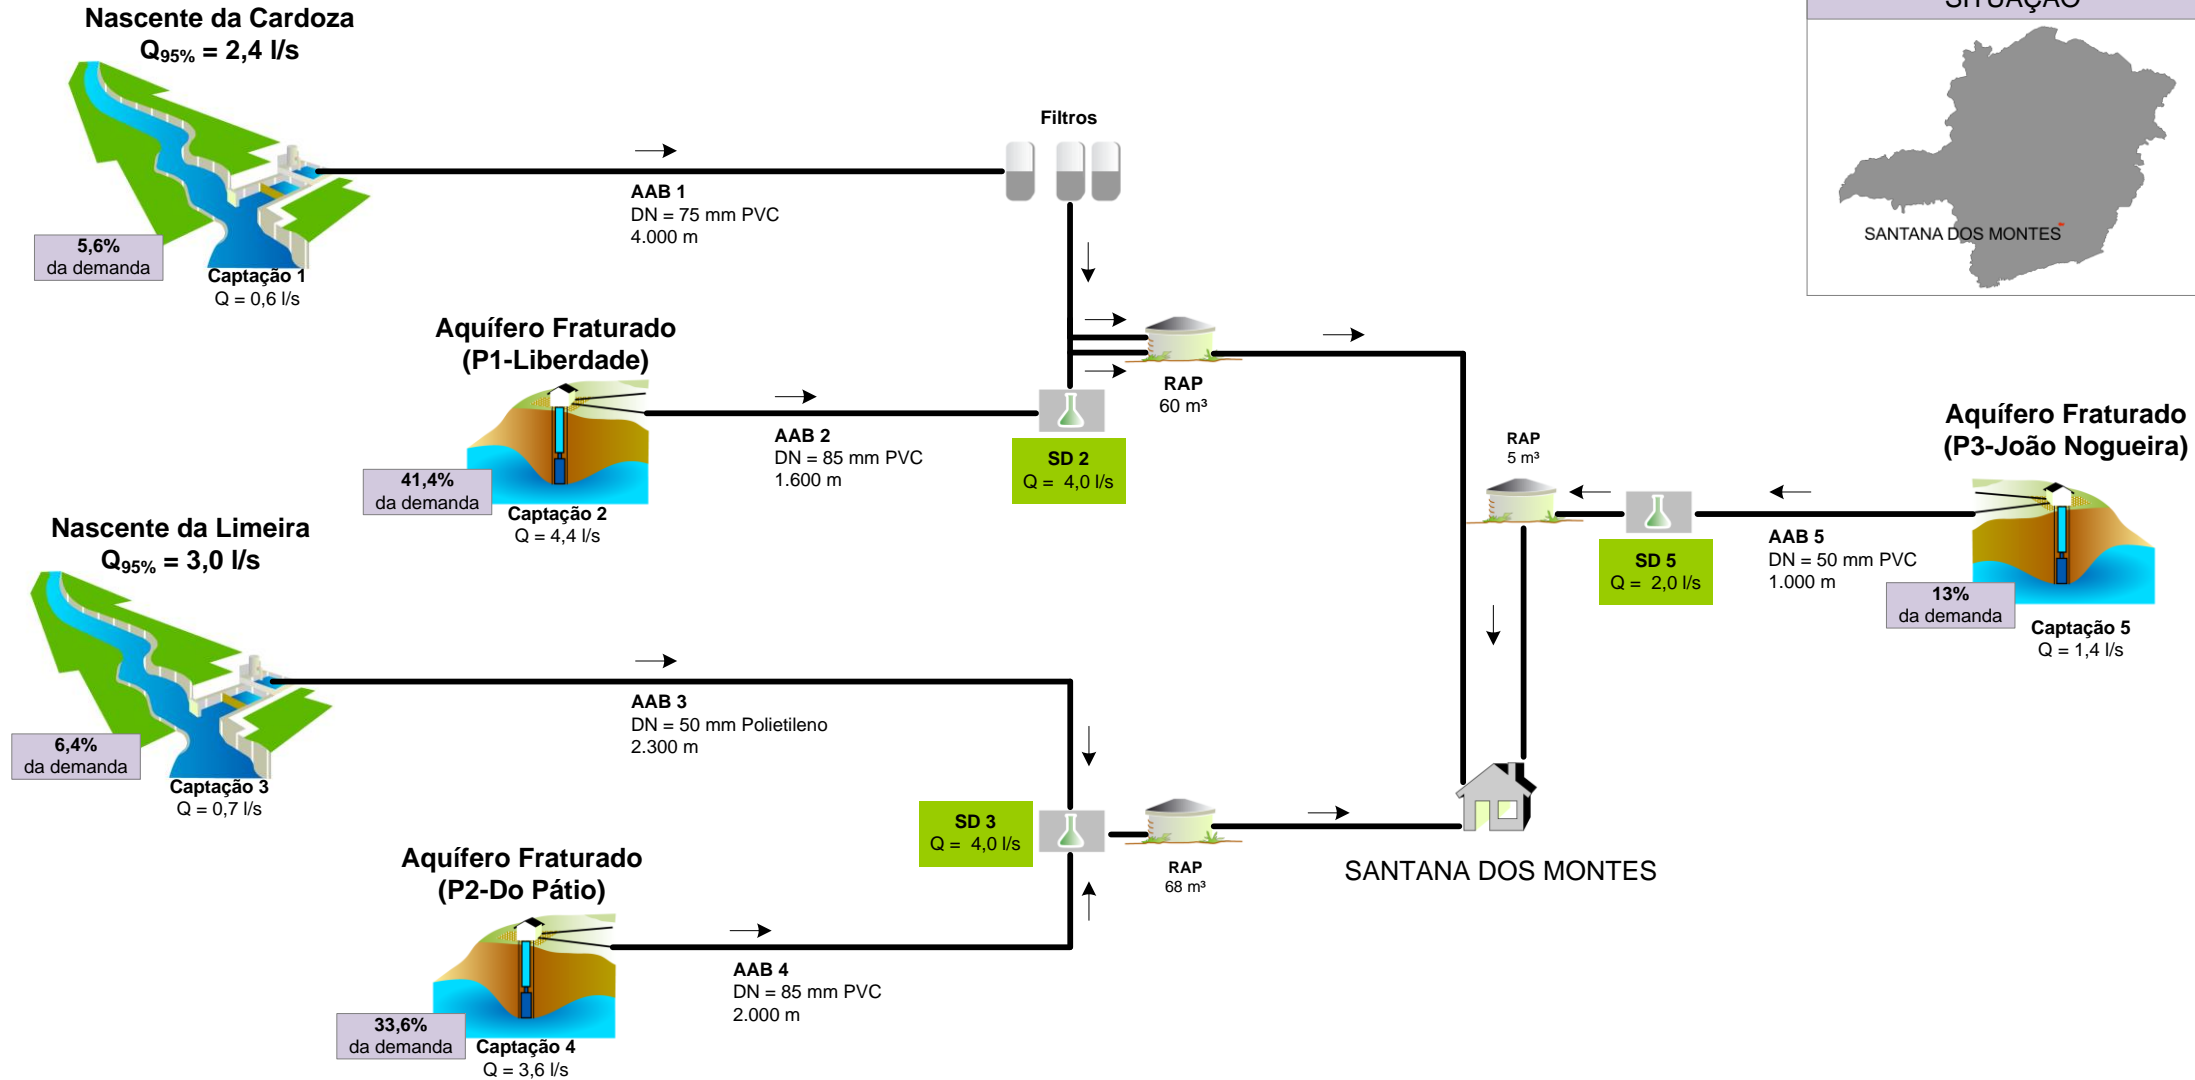 Nascente da Cardoza
Q95% = 2,4 l/s
5,6%
da demanda
Captação 1
Q = 0,6 l/s
AAB 1
DN = 75 mm PVC
4.000 m
Filtros
SITUAÇÃO
SANTANA DOS MONTES
Aquífero Fraturado
(P1-Liberdade)
41,4%
da demanda
Captação 2
Q = 4,4 l/s
AAB 2
DN = 85 mm PVC
1.600 m
SD 2
Q = 4,0 l/s
RAP
60 m³
RAP
5 m³
SD 5
Q = 2,0 l/s
AAB 5
DN = 50 mm PVC
1.000 m
Aquífero Fraturado
(P3-João Nogueira)
13%
da demanda
Captação 5
Q = 1,4 l/s
Nascente da Limeira
Q95% = 3,0 l/s
6,4%
da demanda
Captação 3
Q = 0,7 l/s
AAB 3
DN = 50 mm Polietileno
2.300 m
SD 3
Q = 4,0 l/s
RAP
68 m³
SANTANA DOS MONTES
Aquífero Fraturado
(P2-Do Pátio)
33,6%
da demanda
Captação 4
Q = 3,6 l/s
AAB 4
DN = 85 mm PVC
2.000 m